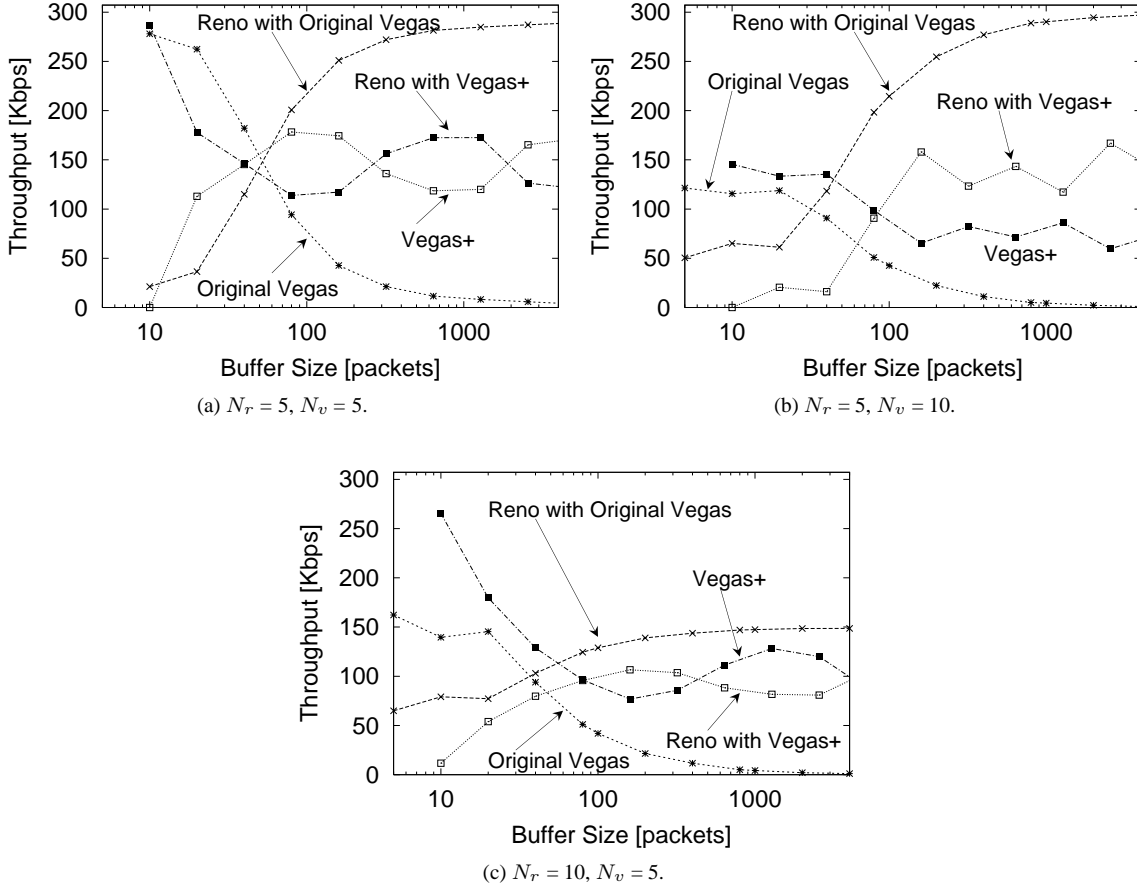 300
250
200
150
100
50
0
Throughput [Kbps]
Reno with Original Vegas
Reno with Vegas+
Vegas+
Original Vegas
10 100 1000
Buffer Size [packets]
(a) N_r = 5, N_v = 5.
300
250
200
150
100
50
0
Throughput [Kbps]
Reno with Original Vegas
Original Vegas
Reno with Vegas+
Vegas+
10 100 1000
Buffer Size [packets]
(b) N_r = 5, N_v = 10.
300
250
200
150
100
50
0
Throughput [Kbps]
Reno with Original Vegas
Vegas+
Reno with Vegas+
Original Vegas
10 100 1000
Buffer Size [packets]
(c) N_r = 10, N_v = 5.